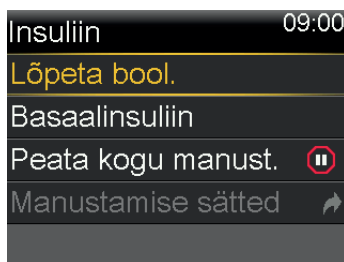 Insuliin 09:00
Lõpeta bool.
Basaalinsuliin
Peata kogu manust.
Manustamise sätted